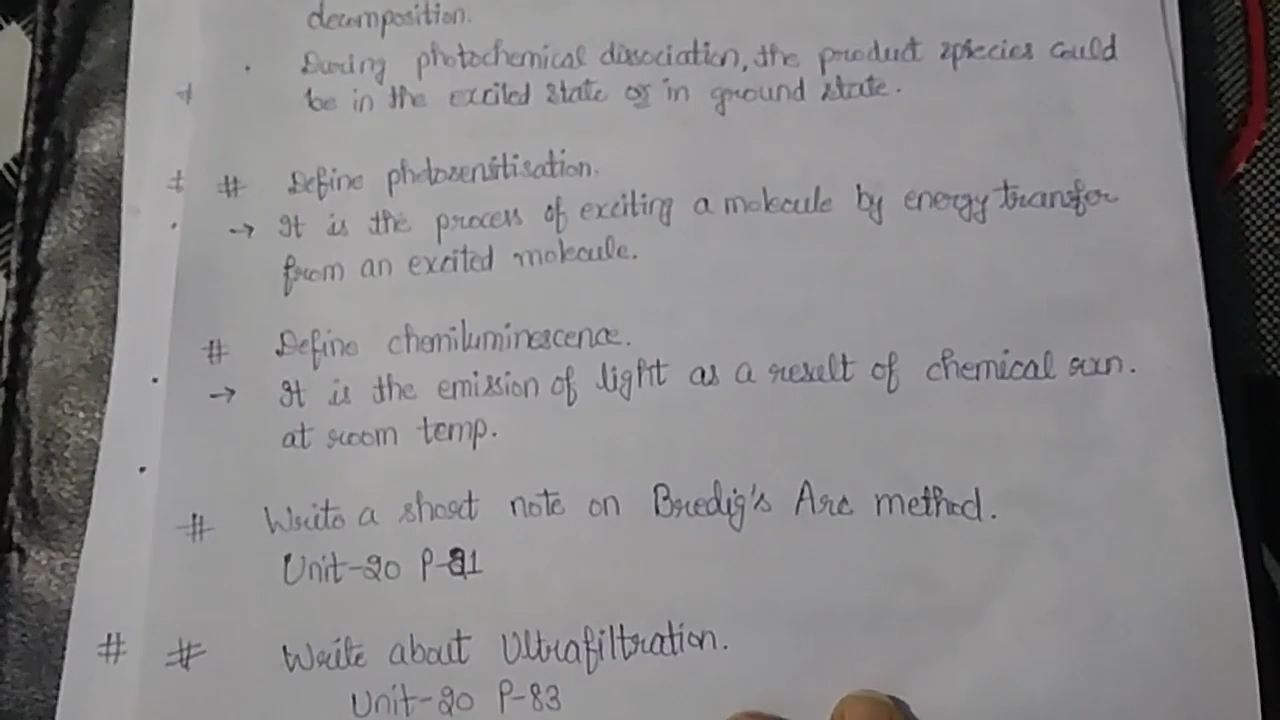 decomposition.
. During photochemical dissociation, the product species could
be in the excited state or in ground state.
# Define photosensitisation.
→ It is the process of exciting a molecule by energy transfer
from an excited molecule.
# Define chemiluminescence.
→ It is the emission of light as a result of chemical rxn.
at room temp.
# Write a short note on Bredig's Arc method.
Unit-20 P-81
# # Write about Ultrafiltration.
Unit-20 P-83